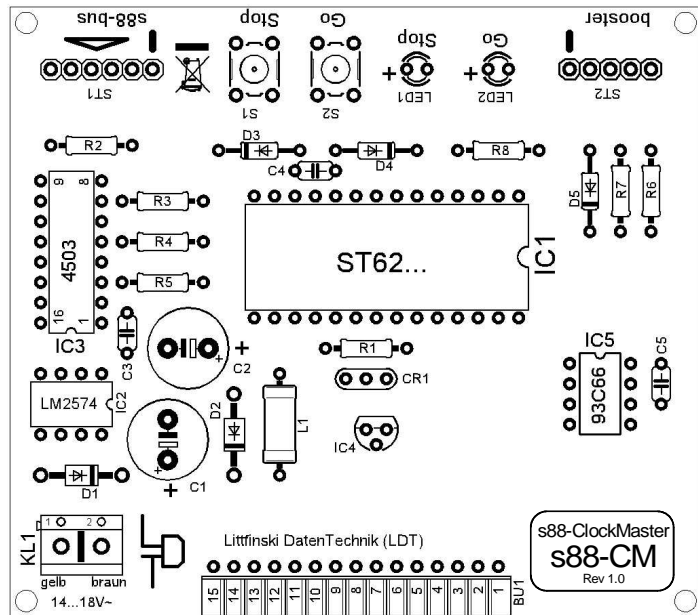 s88-bus
Stop
Go
Stop
Go
booster
ST1
S1
S2
LED1
LED2
ST2
R2
D3
C4
D4
R8
D5
R7
R6
9 8
4503
16 1
IC3
R3
R4
R5
ST62...
IC1
C3
C2
R1
CR1
IC5
93C66
C5
LM2574
IC2
D2
L1
IC4
C1
D1
KL1
1 2
gelb braun
14...18V~
Littfinski DatenTechnik (LDT)
15 14 13 12 11 10 9 8 7 6 5 4 3 2 1
BU1
s88-ClockMaster
s88-CM
Rev 1.0